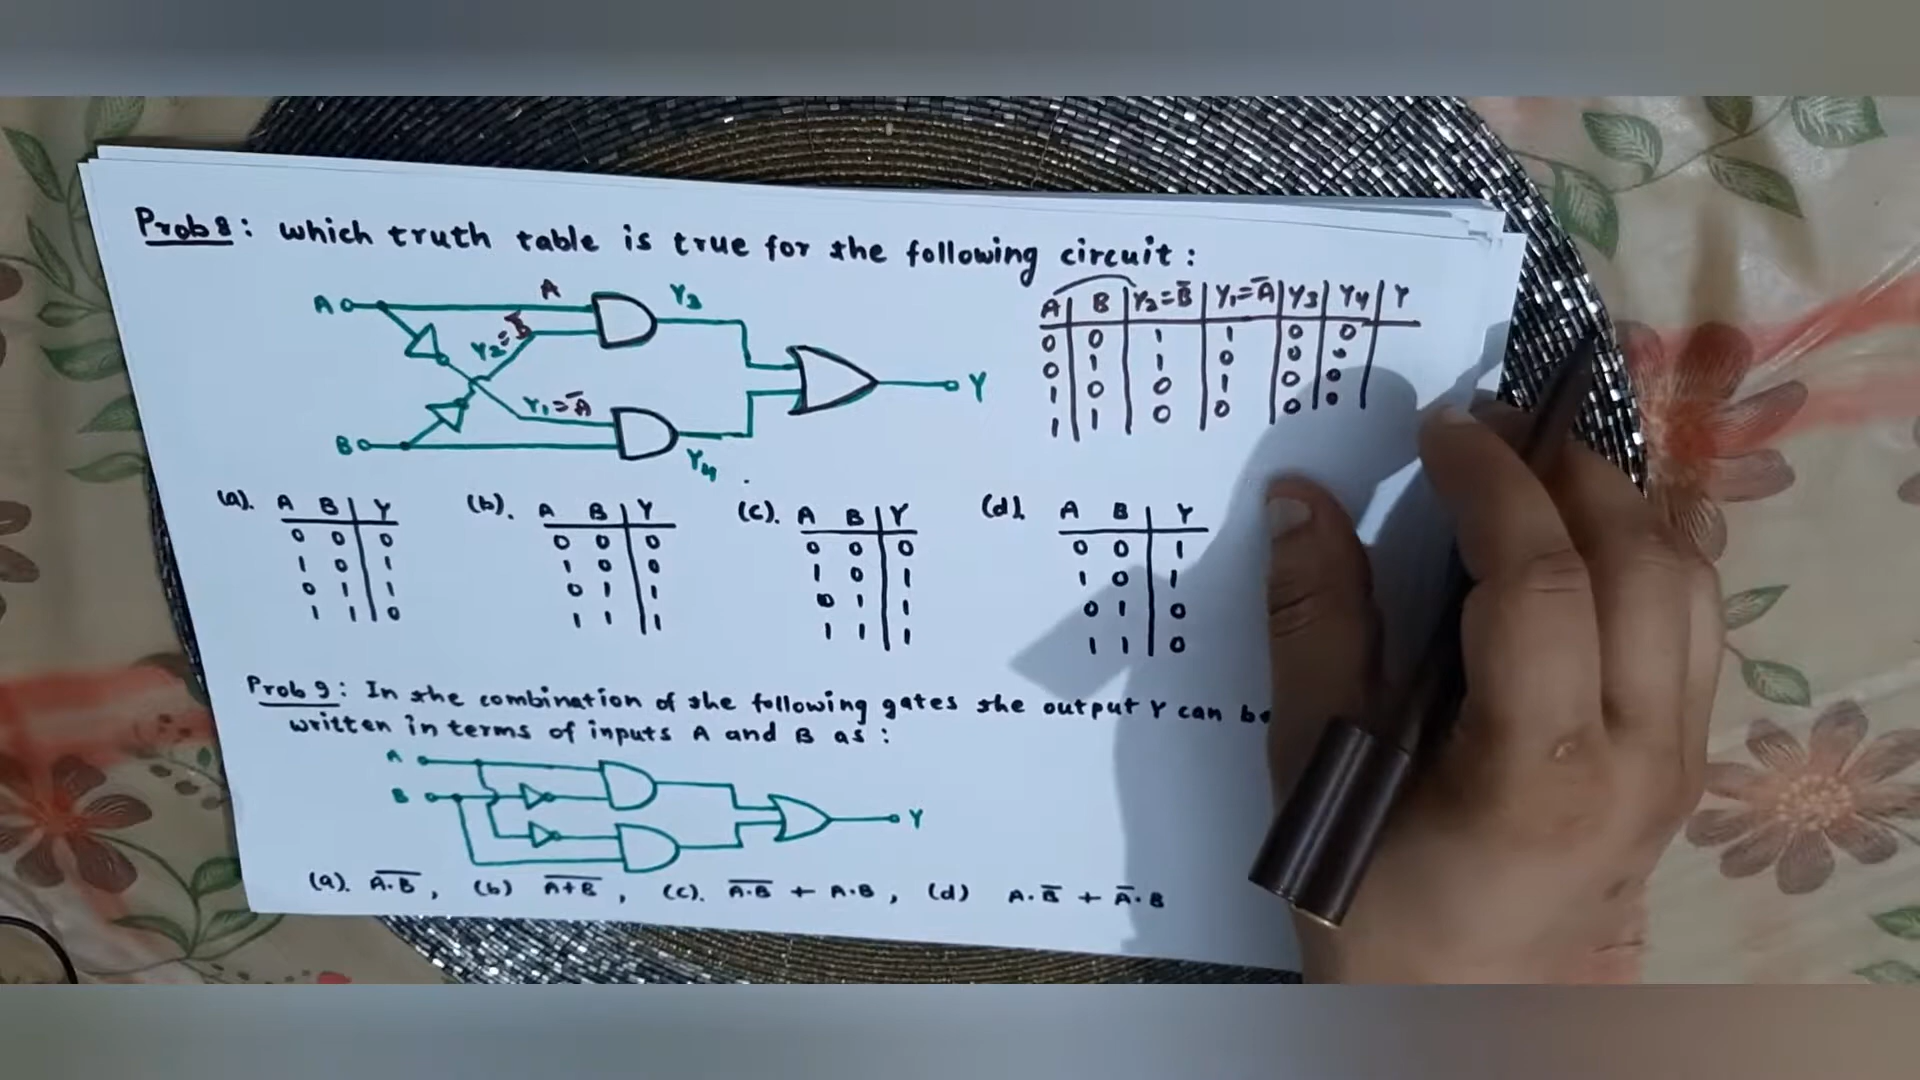 Prob 8: which truth table is true for the following circuit:
A A Y3
Y2=B̅
Y
Y1=A̅
B Y4
A B Y2=B̅ Y1=A̅ Y3 Y4 Y
0 0 1 1 0 0
0 1 1 0 0 0
1 0 0 1 0 0
1 1 0 0 0 0
(a). A B Y (b). A B Y (c). A B Y (d). A B Y
0 0 0 0 0 0 0 0 0 0 0 1
1 0 1 1 0 0 1 0 1 1 0 1
0 1 1 0 1 1 0 1 1 0 1 0
1 1 0 1 1 1 1 1 1 1 1 0
Prob 9: In the combination of the following gates the output Y can be
written in terms of inputs A and B as:
A
B Y
(a). A̅.̅B̅, (b) A̅+̅B̅, (c). A̅.̅B̅ + A.B, (d) A.B̅ + A̅.B